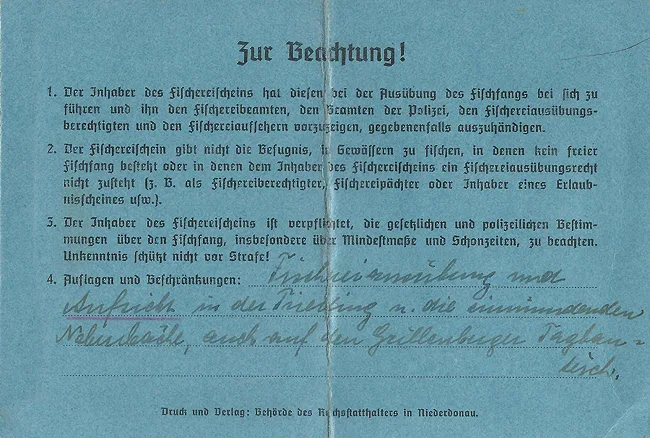 Zur Beachtung!
1. Der Inhaber des Fischereischeins hat diesen bei der Ausübung des Fischfangs bei sich zu
führen und ihn den Fischereibeamten, den Beamten der Polizei, den Fischereiausübungs-
berechtigten und den Fischereiaufsehern vorzuzeigen, gegebenenfalls auszuhändigen.
2. Der Fischereischein gibt nicht die Befugnis, in Gewässern zu fischen, in denen kein freier
Fischfang besteht oder in denen dem Inhaber des Fischereischeins ein Fischereiausübungsrecht
nicht zusteht (z. B. als Fischereiberechtigter, Fischereipächter oder Inhaber eines Erlaub-
nisscheines usw.).
3. Der Inhaber des Fischereischeins ist verpflichtet, die gesetzlichen und polizeilichen Bestim-
mungen über den Fischfang, insbesondere über Mindestmaße und Schonzeiten, zu beachten.
Unkenntnis schützt nicht vor Strafe!
4. Auflagen und Beschränkungen: Fischereiausübung und
Aufsicht in der Triesting u. die einmündenden
Nebenbäche, auch auf den Grillenberger Tagbau-
teich.
Druck und Verlag: Behörde des Reichsstatthalters in Niederdonau.